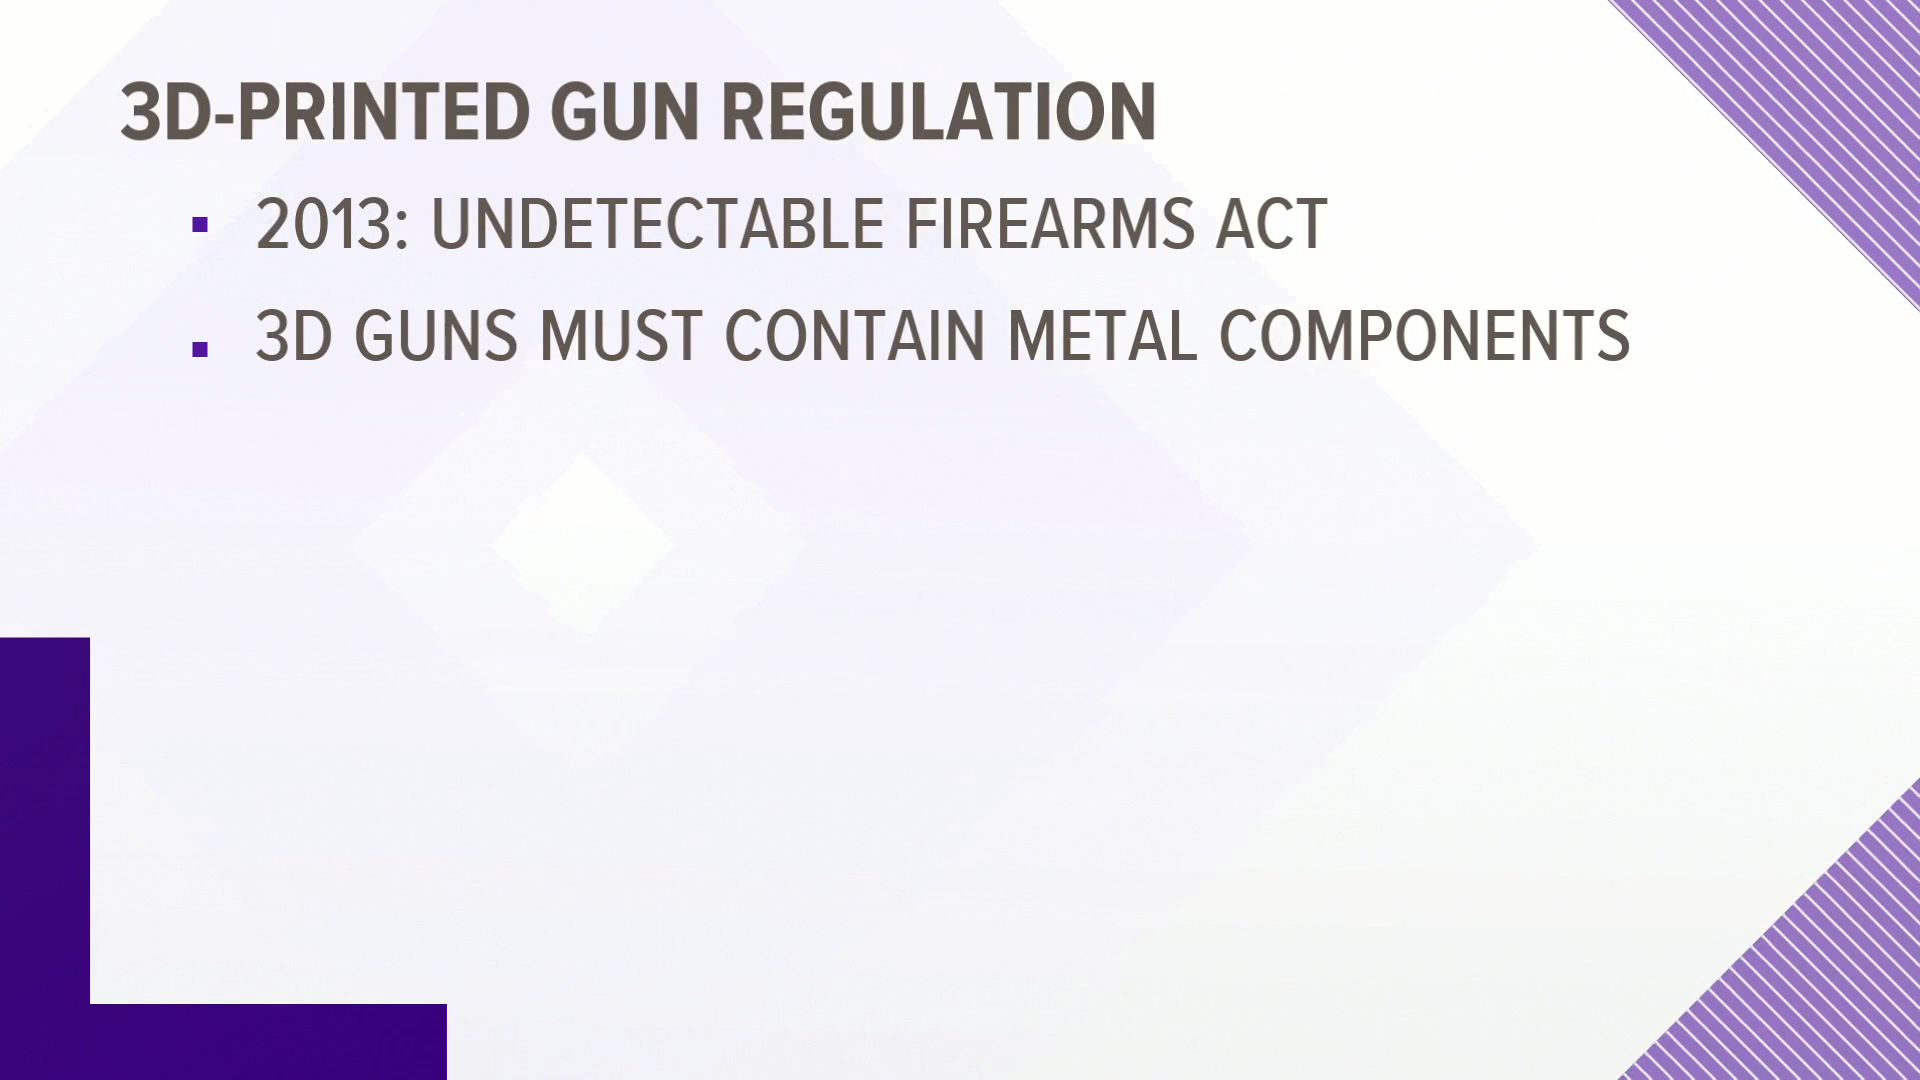 3D-PRINTED GUN REGULATION
2013: UNDETECTABLE FIREARMS ACT
3D GUNS MUST CONTAIN METAL COMPONENTS